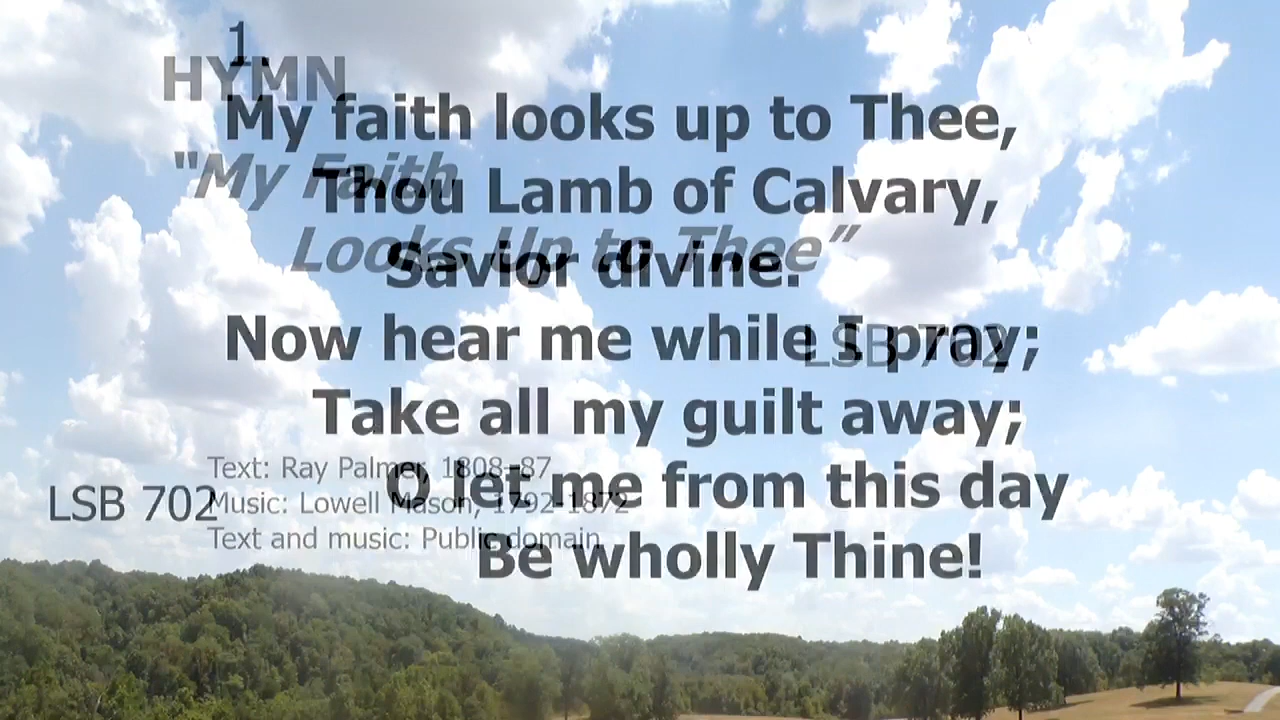 1
HYMN
My faith looks up to Thee,
"My Faith
Thou Lamb of Calvary,
Looks Up to Thee"
Savior divine.
Now hear me while I pray;
LSB 702
Take all my guilt away;
Text: Ray Palmer, 1808-87
O let me from this day
LSB 702
Music: Lowell Mason, 1792-1872
Text and music: Public domain
Be wholly Thine!